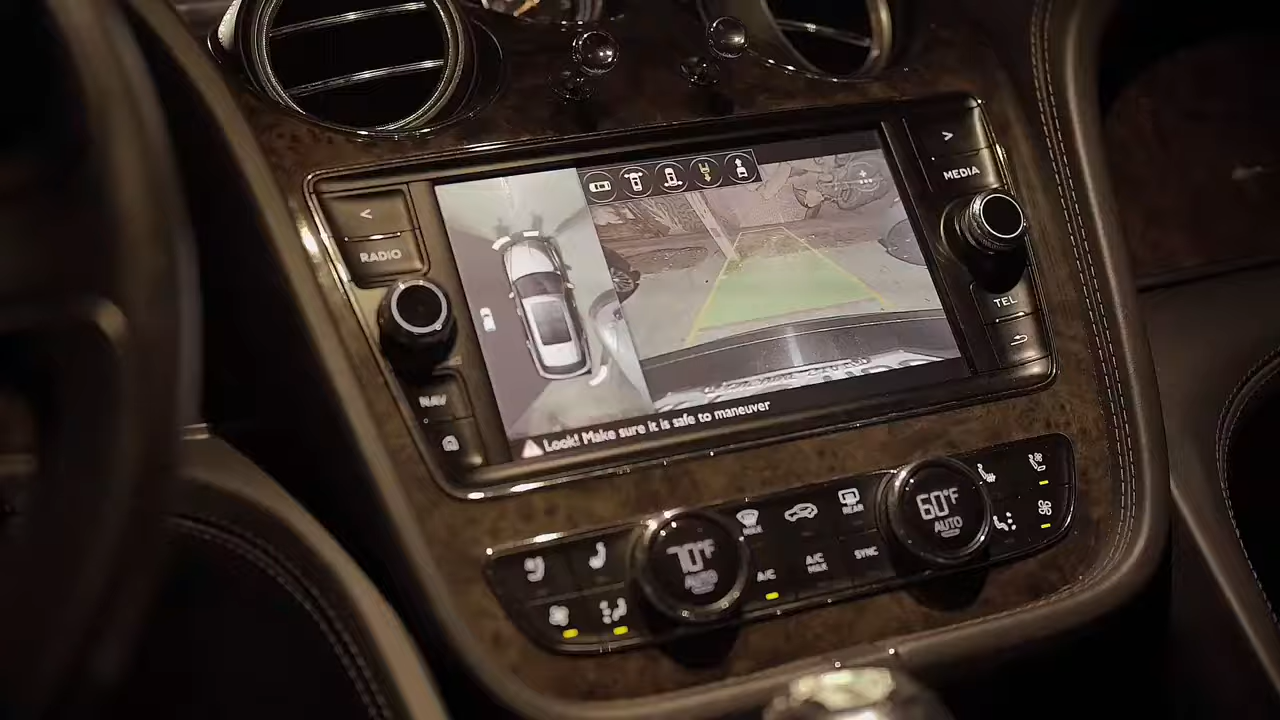 MEDIA
RADIO
TEL
NAV
Look! Make sure it is safe to maneuver
60°F
AUTO
REAR
MAX
70°F
AUTO
A/C
A/C
MAX
SYNC